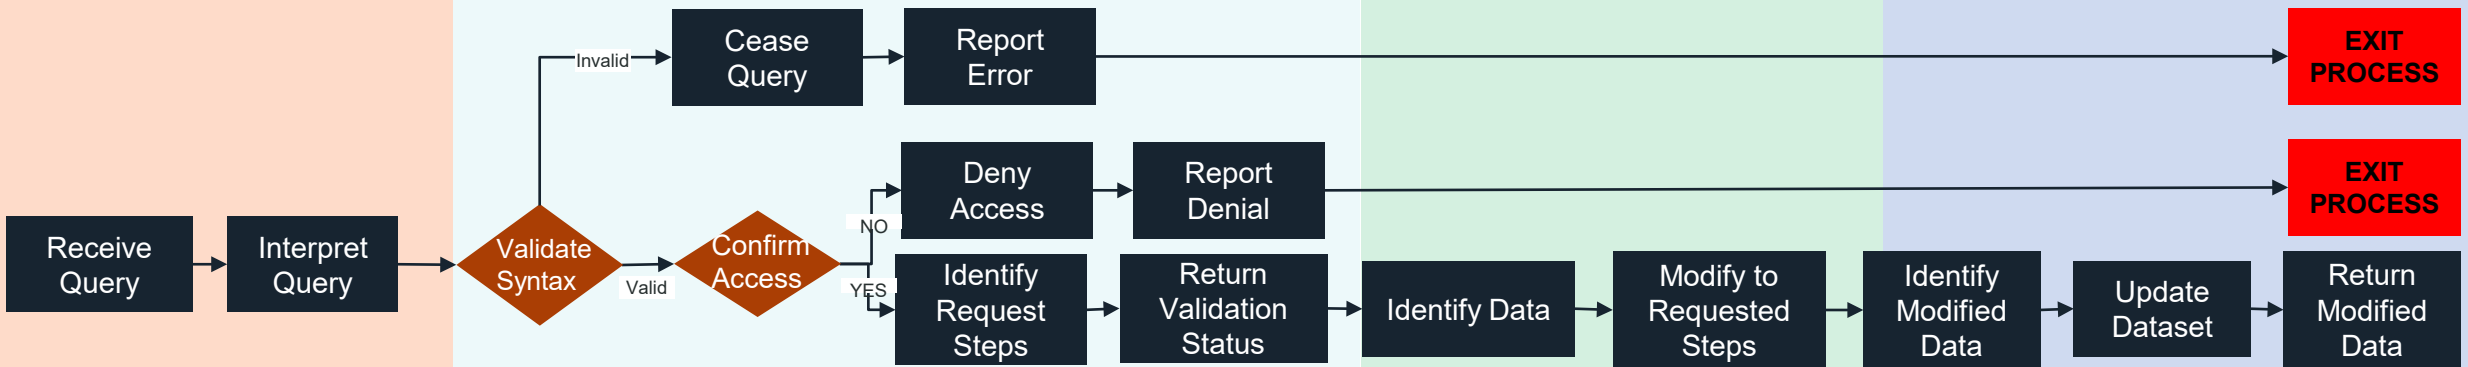 Cease
Query
Report
Error
EXIT
PROCESS
Invalid
Deny
Access
Report
Denial
EXIT
PROCESS
NO
Receive
Query
Interpret
Query
Validate
Syntax
Valid
Confirm
Access
YES
Identify
Request
Steps
Return
Validation
Status
Identify Data
Modify to
Requested
Steps
Identify
Modified
Data
Update
Dataset
Return
Modified
Data